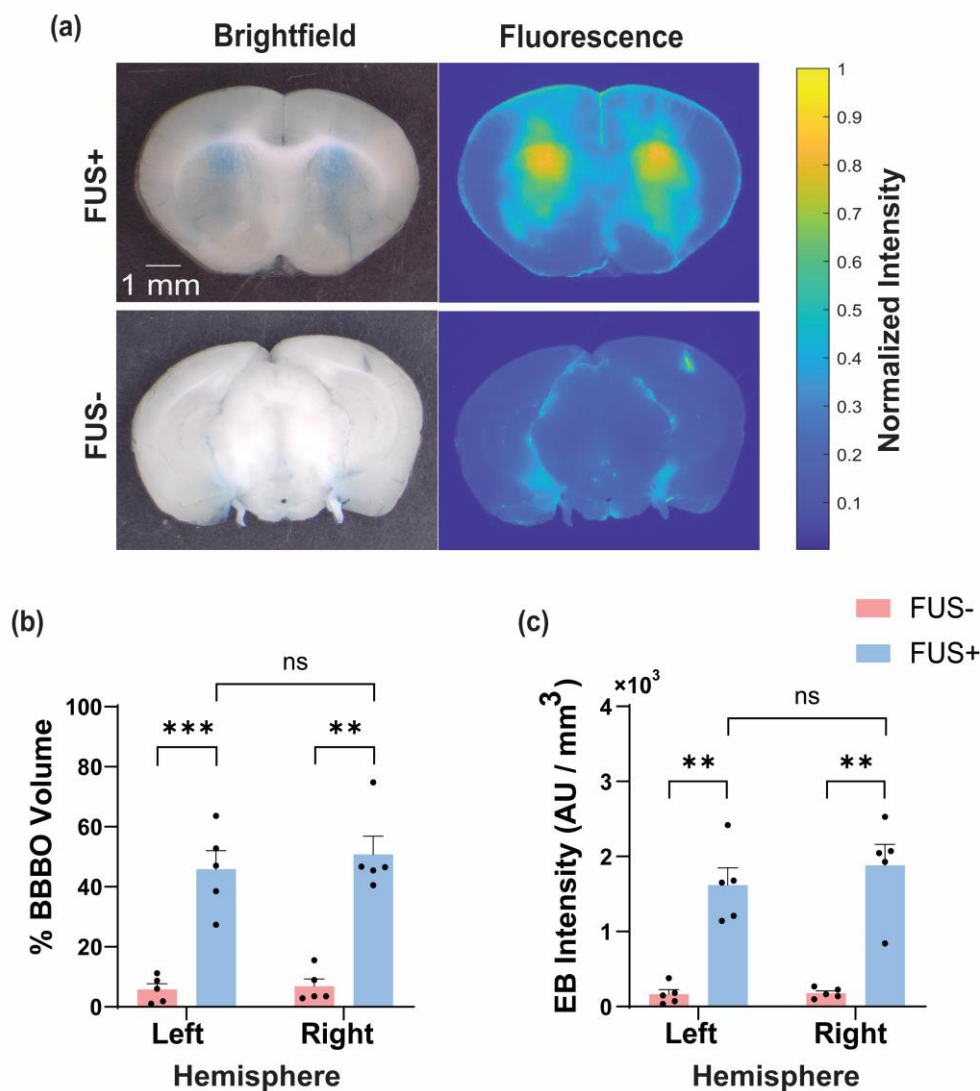 (a)
Brightfield
Fluorescence
FUS+
1 mm
FUS-
1
0.9
0.8
0.7
0.6
0.5
0.4
0.3
0.2
0.1
Normalized Intensity
(b)
ns
***
**
100
80
60
40
20
0
% BBBO Volume
Left
Right
Hemisphere
(c)
FUS-
FUS+
×10³
ns
**
**
4
3
2
1
0
EB Intensity (AU / mm³)
Left
Right
Hemisphere